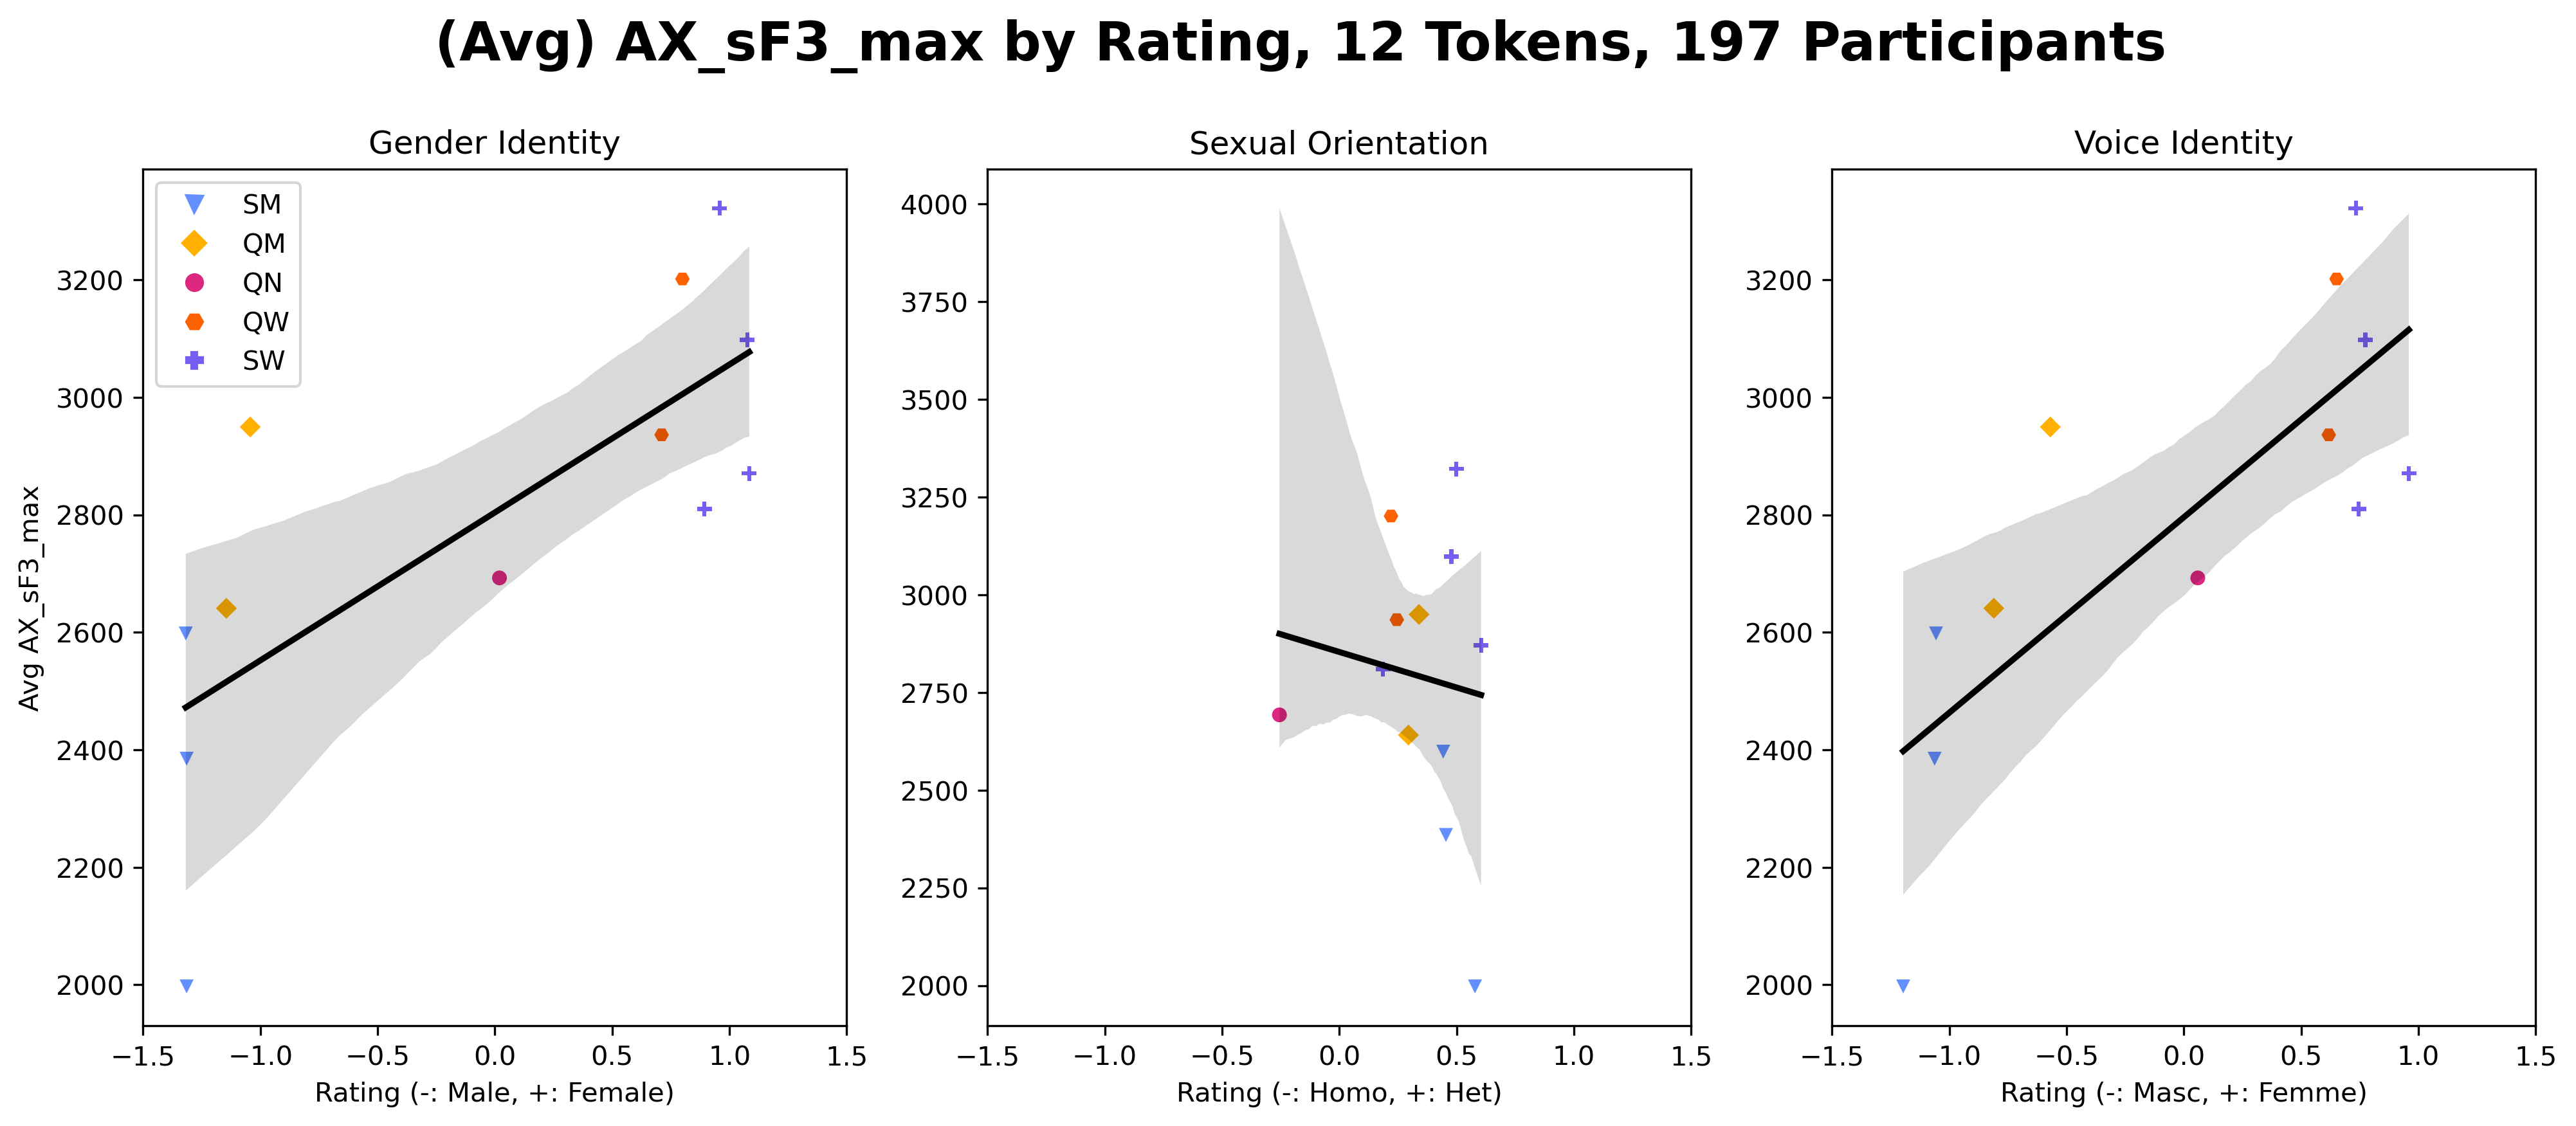 (Avg) AX_sF3_max by Rating, 12 Tokens, 197 Participants
Gender Identity
SM
QM
QN
QW
SW
3200
3000
2800
2600
2400
2200
2000
Avg AX_sF3_max
−1.5 −1.0 −0.5 0.0 0.5 1.0 1.5
Rating (-: Male, +: Female)
Sexual Orientation
4000
3750
3500
3250
3000
2750
2500
2250
2000
−1.5 −1.0 −0.5 0.0 0.5 1.0 1.5
Rating (-: Homo, +: Het)
Voice Identity
3200
3000
2800
2600
2400
2200
2000
−1.5 −1.0 −0.5 0.0 0.5 1.0 1.5
Rating (-: Masc, +: Femme)